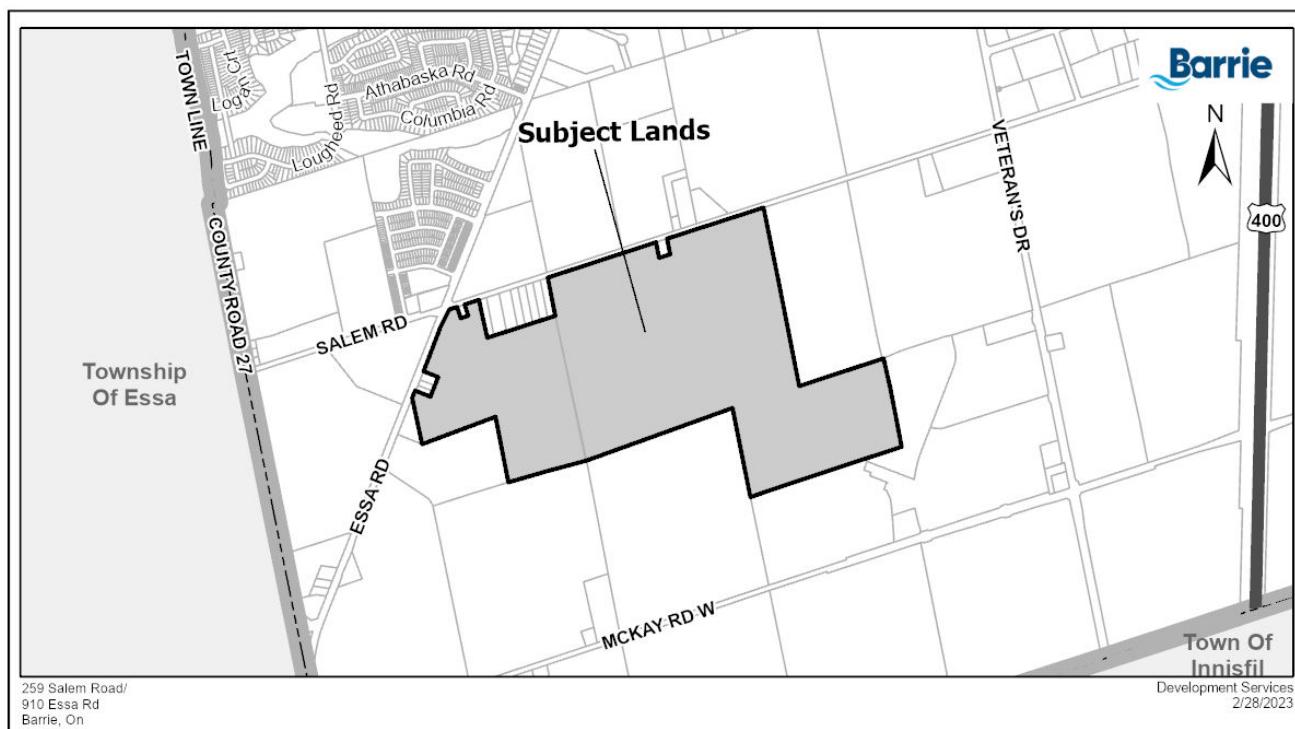 TOWN LINE
Logan Crt
Lougheed Rd
Athabaska Rd
Columbia Rd
Subject Lands
VETERAN'S DR
Barrie
N
400
COUNTY ROAD 27
SALEM RD
Township
Of Essa
ESSA RD
MCKAY RD W
Town Of
Innisfil
259 Salem Road/
910 Essa Rd
Barrie, On
Development Services
2/28/2023